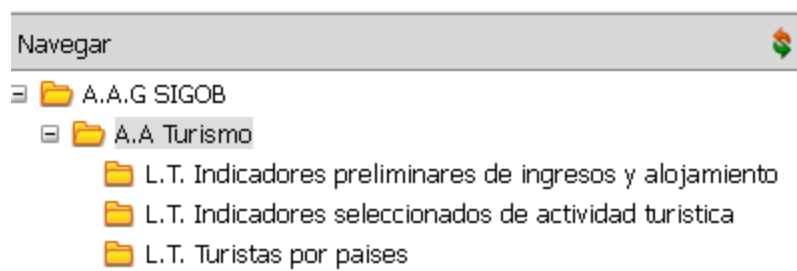 Navegar
A.A.G SIGOB
A.A Turismo
L.T. Indicadores preliminares de ingresos y alojamiento
L.T. Indicadores seleccionados de actividad turistica
L.T. Turistas por paises